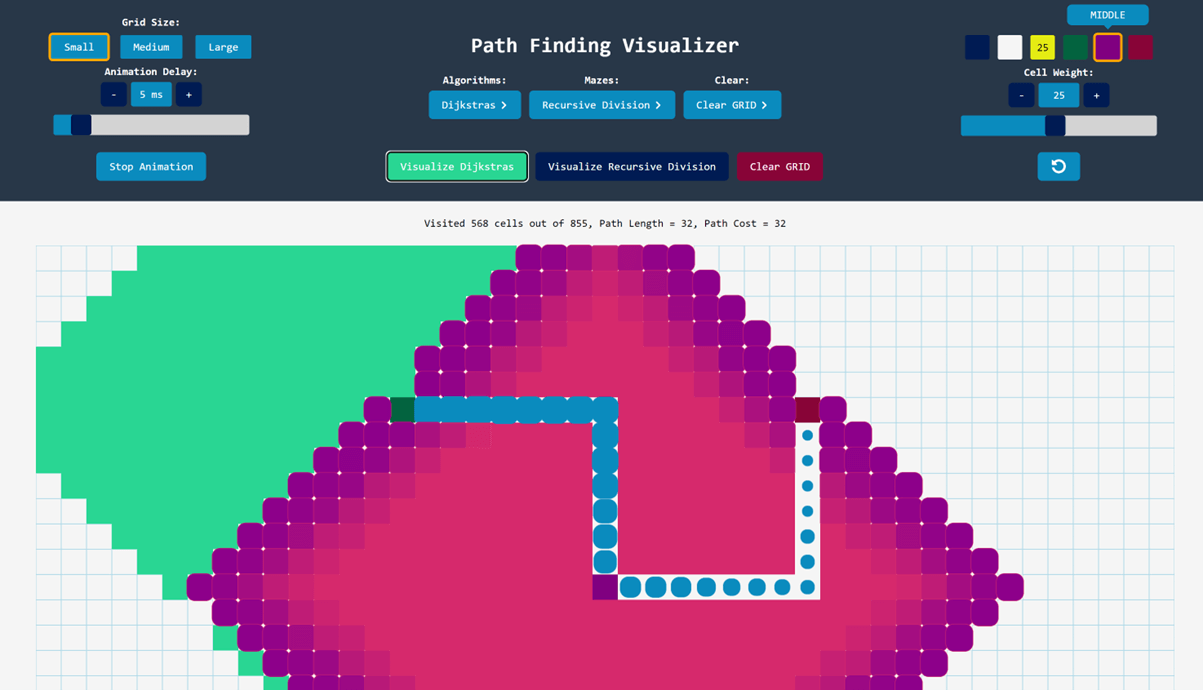 Grid Size:
Small Medium Large
Animation Delay:
- 5 ms +
Stop Animation
Path Finding Visualizer
Algorithms: Mazes: Clear:
Dijkstras > Recursive Division > Clear GRID >
Visualize Dijkstras Visualize Recursive Division Clear GRID
MIDDLE
25
Cell Weight:
- 25 +
Visited 568 cells out of 855, Path Length = 32, Path Cost = 32